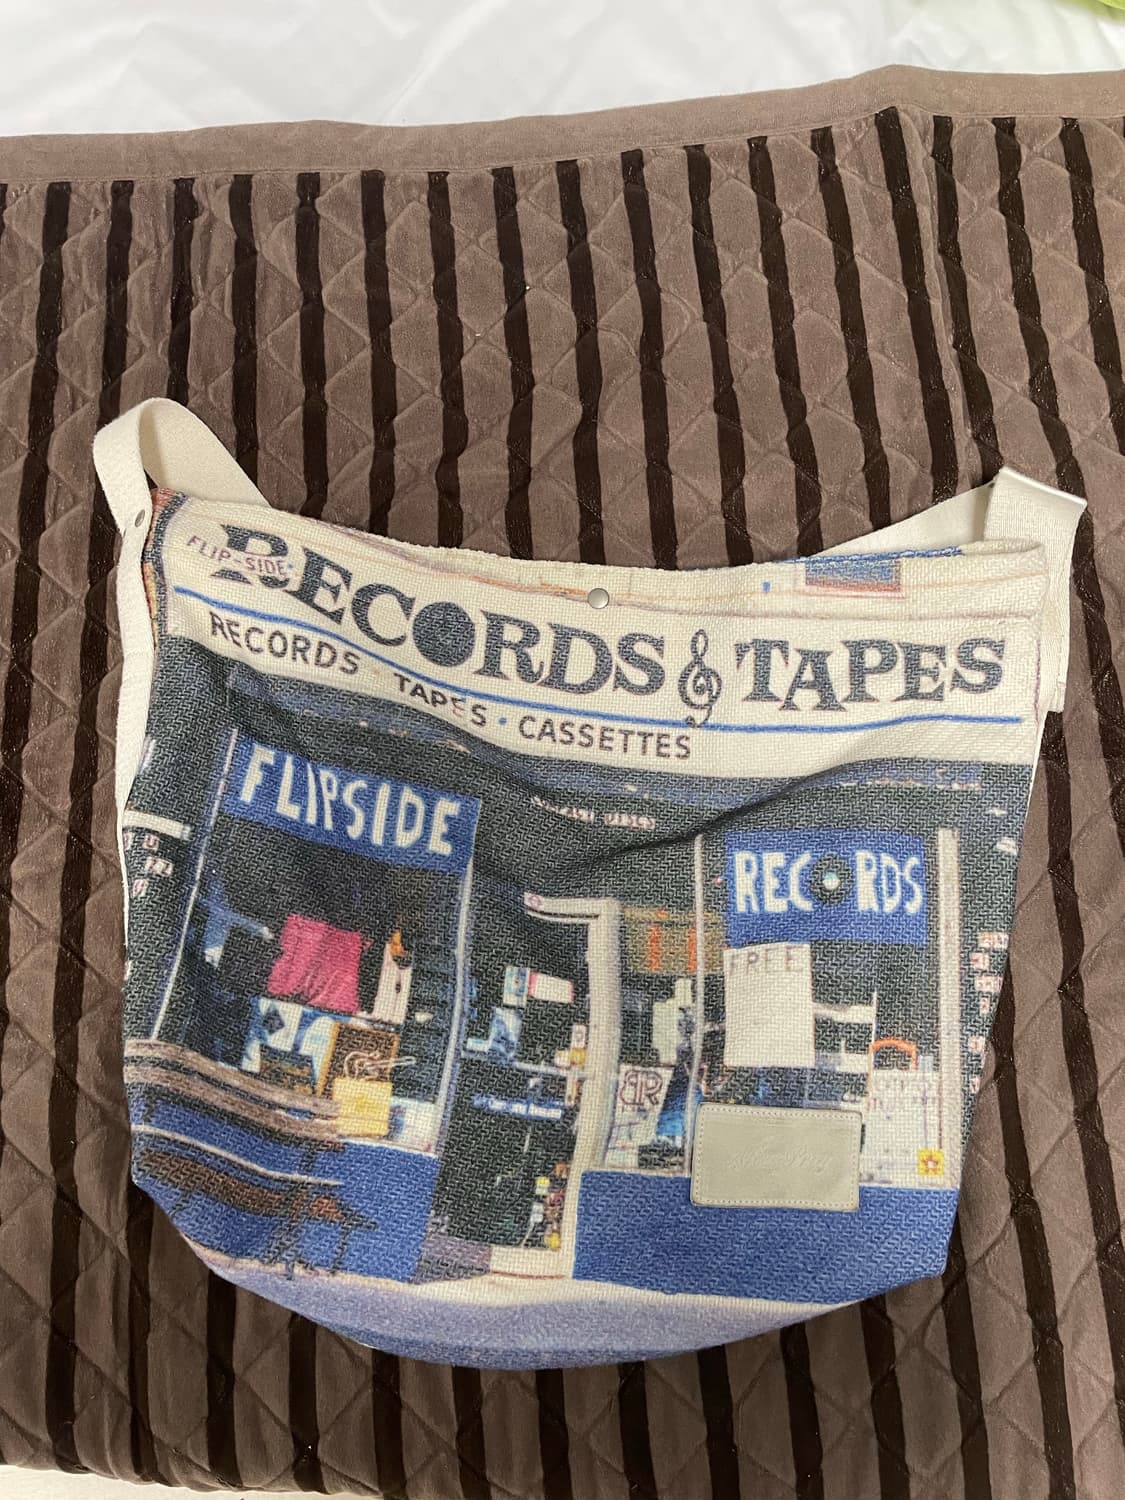 FLIP-SIDE
RECORDS & TAPES
RECORDS · TAPES · CASSETTES
FLIPSIDE
RECORDS
FREE